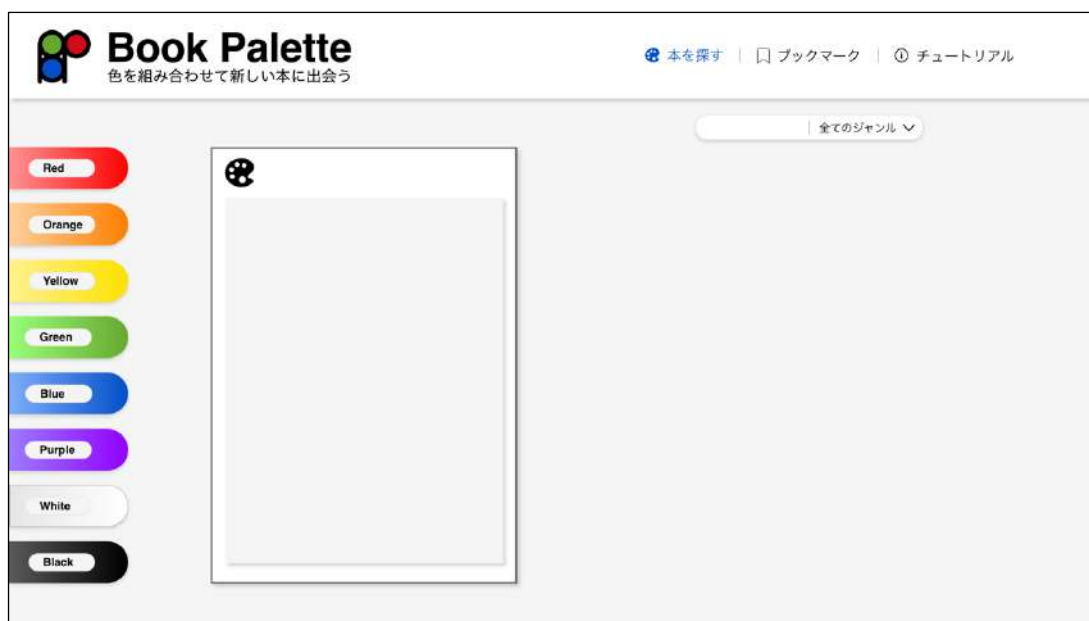 Book Palette
色を組み合わせて新しい本に出会う
本を探す
ブックマーク
チュートリアル
全てのジャンル
Red
Orange
Yellow
Green
Blue
Purple
White
Black